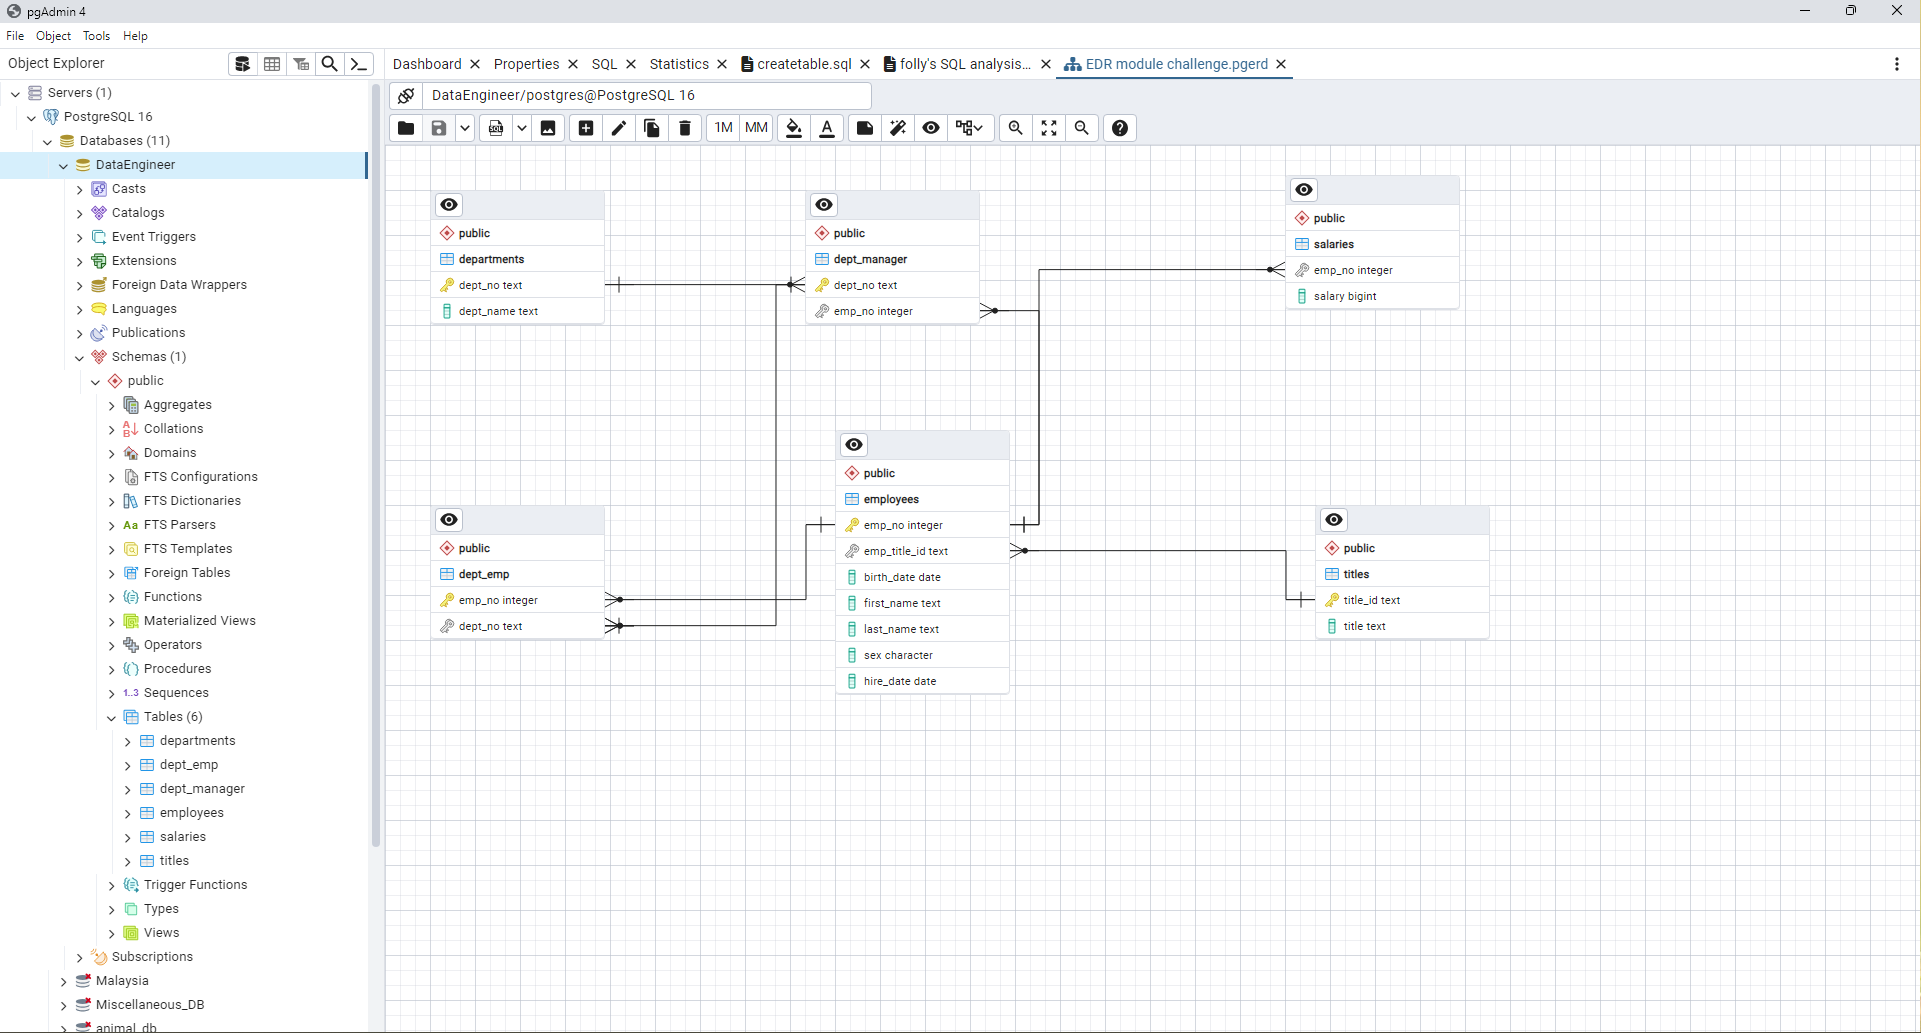 pgAdmin 4
File Object Tools Help
Object Explorer
Dashboard Properties SQL Statistics createtable.sql folly's SQL analysis... EDR module challenge.pgerd
DataEngineer/postgres@PostgreSQL 16
SQL 1M MM
Servers (1)
PostgreSQL 16
Databases (11)
DataEngineer
Casts
Catalogs
Event Triggers
Extensions
Foreign Data Wrappers
Languages
Publications
Schemas (1)
public
Aggregates
Collations
Domains
FTS Configurations
FTS Dictionaries
Aa FTS Parsers
FTS Templates
Foreign Tables
Functions
Materialized Views
Operators
Procedures
1..3 Sequences
Tables (6)
departments
dept_emp
dept_manager
employees
salaries
titles
Trigger Functions
Types
Views
Subscriptions
Malaysia
Miscellaneous_DB
animal_db
public
departments
dept_no text
dept_name text
public
dept_manager
dept_no text
emp_no integer
public
salaries
emp_no integer
salary bigint
public
employees
emp_no integer
emp_title_id text
birth_date date
first_name text
last_name text
sex character
hire_date date
public
dept_emp
emp_no integer
dept_no text
public
titles
title_id text
title text